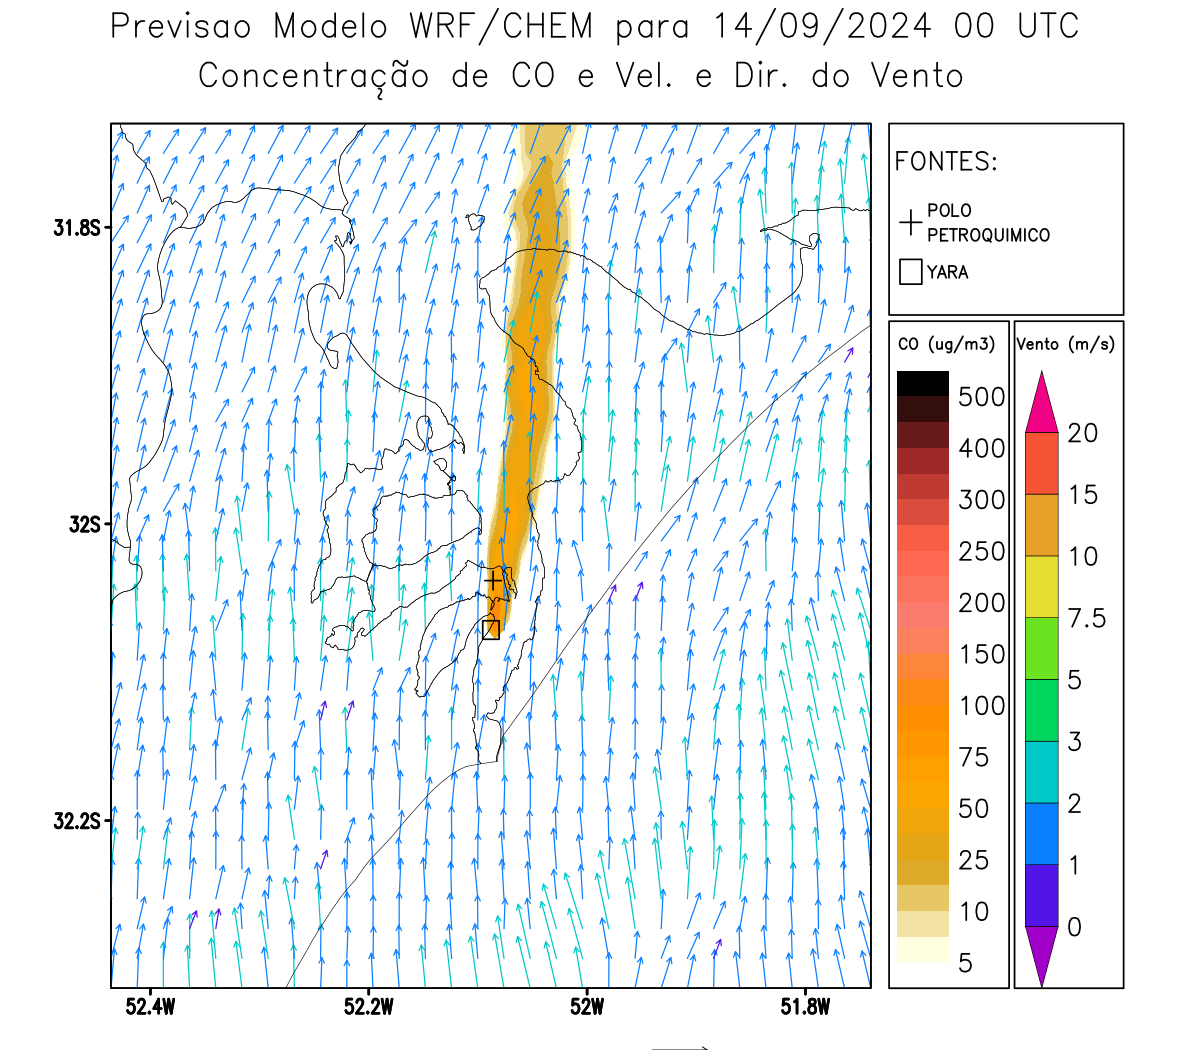 Previsao Modelo WRF/CHEM para 14/09/2024 00 UTC
Concentração de CO e Vel. e Dir. do Vento
FONTES:
POLO
PETROQUIMICO
YARA
CO (ug/m3)
500
400
300
250
200
150
100
75
50
25
10
5
Vento (m/s)
20
15
10
7.5
5
3
2
1
0
31.8S
32S
32.2S
52.4W
52.2W
52W
51.8W